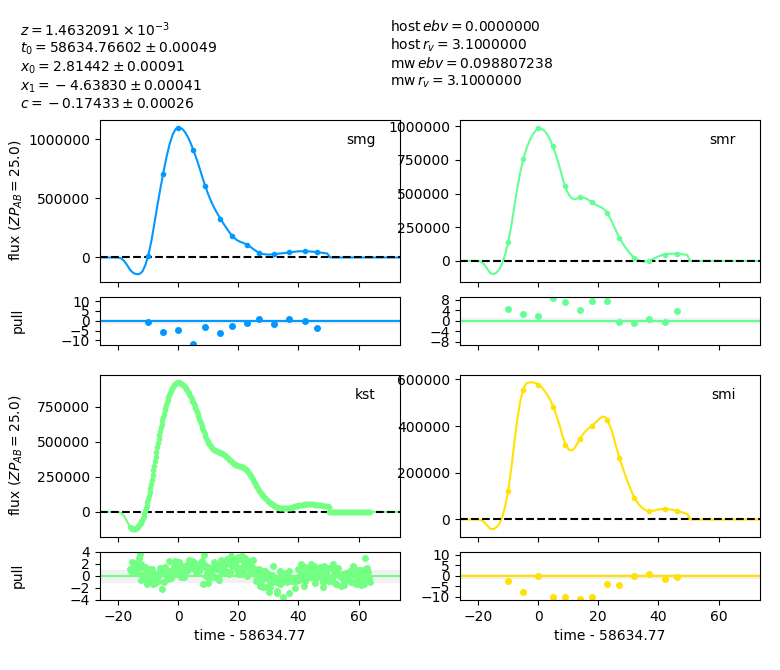 z = 1.4632091 × 10⁻³
t₀ = 58634.76602 ± 0.00049
x₀ = 2.81442 ± 0.00091
x₁ = −4.63830 ± 0.00041
c = −0.17433 ± 0.00026
host ebv = 0.0000000
host r_v = 3.1000000
mw ebv = 0.098807238
mw r_v = 3.1000000
flux (ZP_AB = 25.0)
1000000
500000
0
smg
1000000
750000
500000
250000
0
smr
pull
10
5
0
−5
−10
8
4
0
−4
−8
flux (ZP_AB = 25.0)
750000
500000
250000
0
kst
600000
400000
200000
0
smi
pull
4
2
0
−2
−4
−20 0 20 40 60
time - 58634.77
10
5
0
−5
−10
−20 0 20 40 60
time - 58634.77